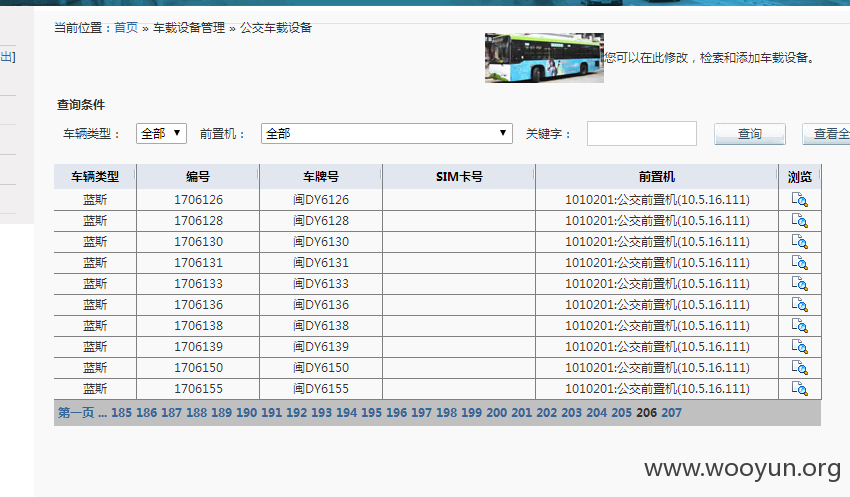 当前位置：首页 » 车载设备管理 » 公交车载设备
您可以在此修改，检索和添加车载设备。
出]
查询条件
车辆类型： 全部 前置机： 全部 关键字： 查询 查看全
车辆类型 编号 车牌号 SIM卡号 前置机 浏览
蓝斯 1706126 闽DY6126 1010201:公交前置机(10.5.16.111)
蓝斯 1706128 闽DY6128 1010201:公交前置机(10.5.16.111)
蓝斯 1706130 闽DY6130 1010201:公交前置机(10.5.16.111)
蓝斯 1706131 闽DY6131 1010201:公交前置机(10.5.16.111)
蓝斯 1706133 闽DY6133 1010201:公交前置机(10.5.16.111)
蓝斯 1706136 闽DY6136 1010201:公交前置机(10.5.16.111)
蓝斯 1706138 闽DY6138 1010201:公交前置机(10.5.16.111)
蓝斯 1706139 闽DY6139 1010201:公交前置机(10.5.16.111)
蓝斯 1706150 闽DY6150 1010201:公交前置机(10.5.16.111)
蓝斯 1706155 闽DY6155 1010201:公交前置机(10.5.16.111)
第一页 ... 185 186 187 188 189 190 191 192 193 194 195 196 197 198 199 200 201 202 203 204 205 206 207
www.wooyun.org